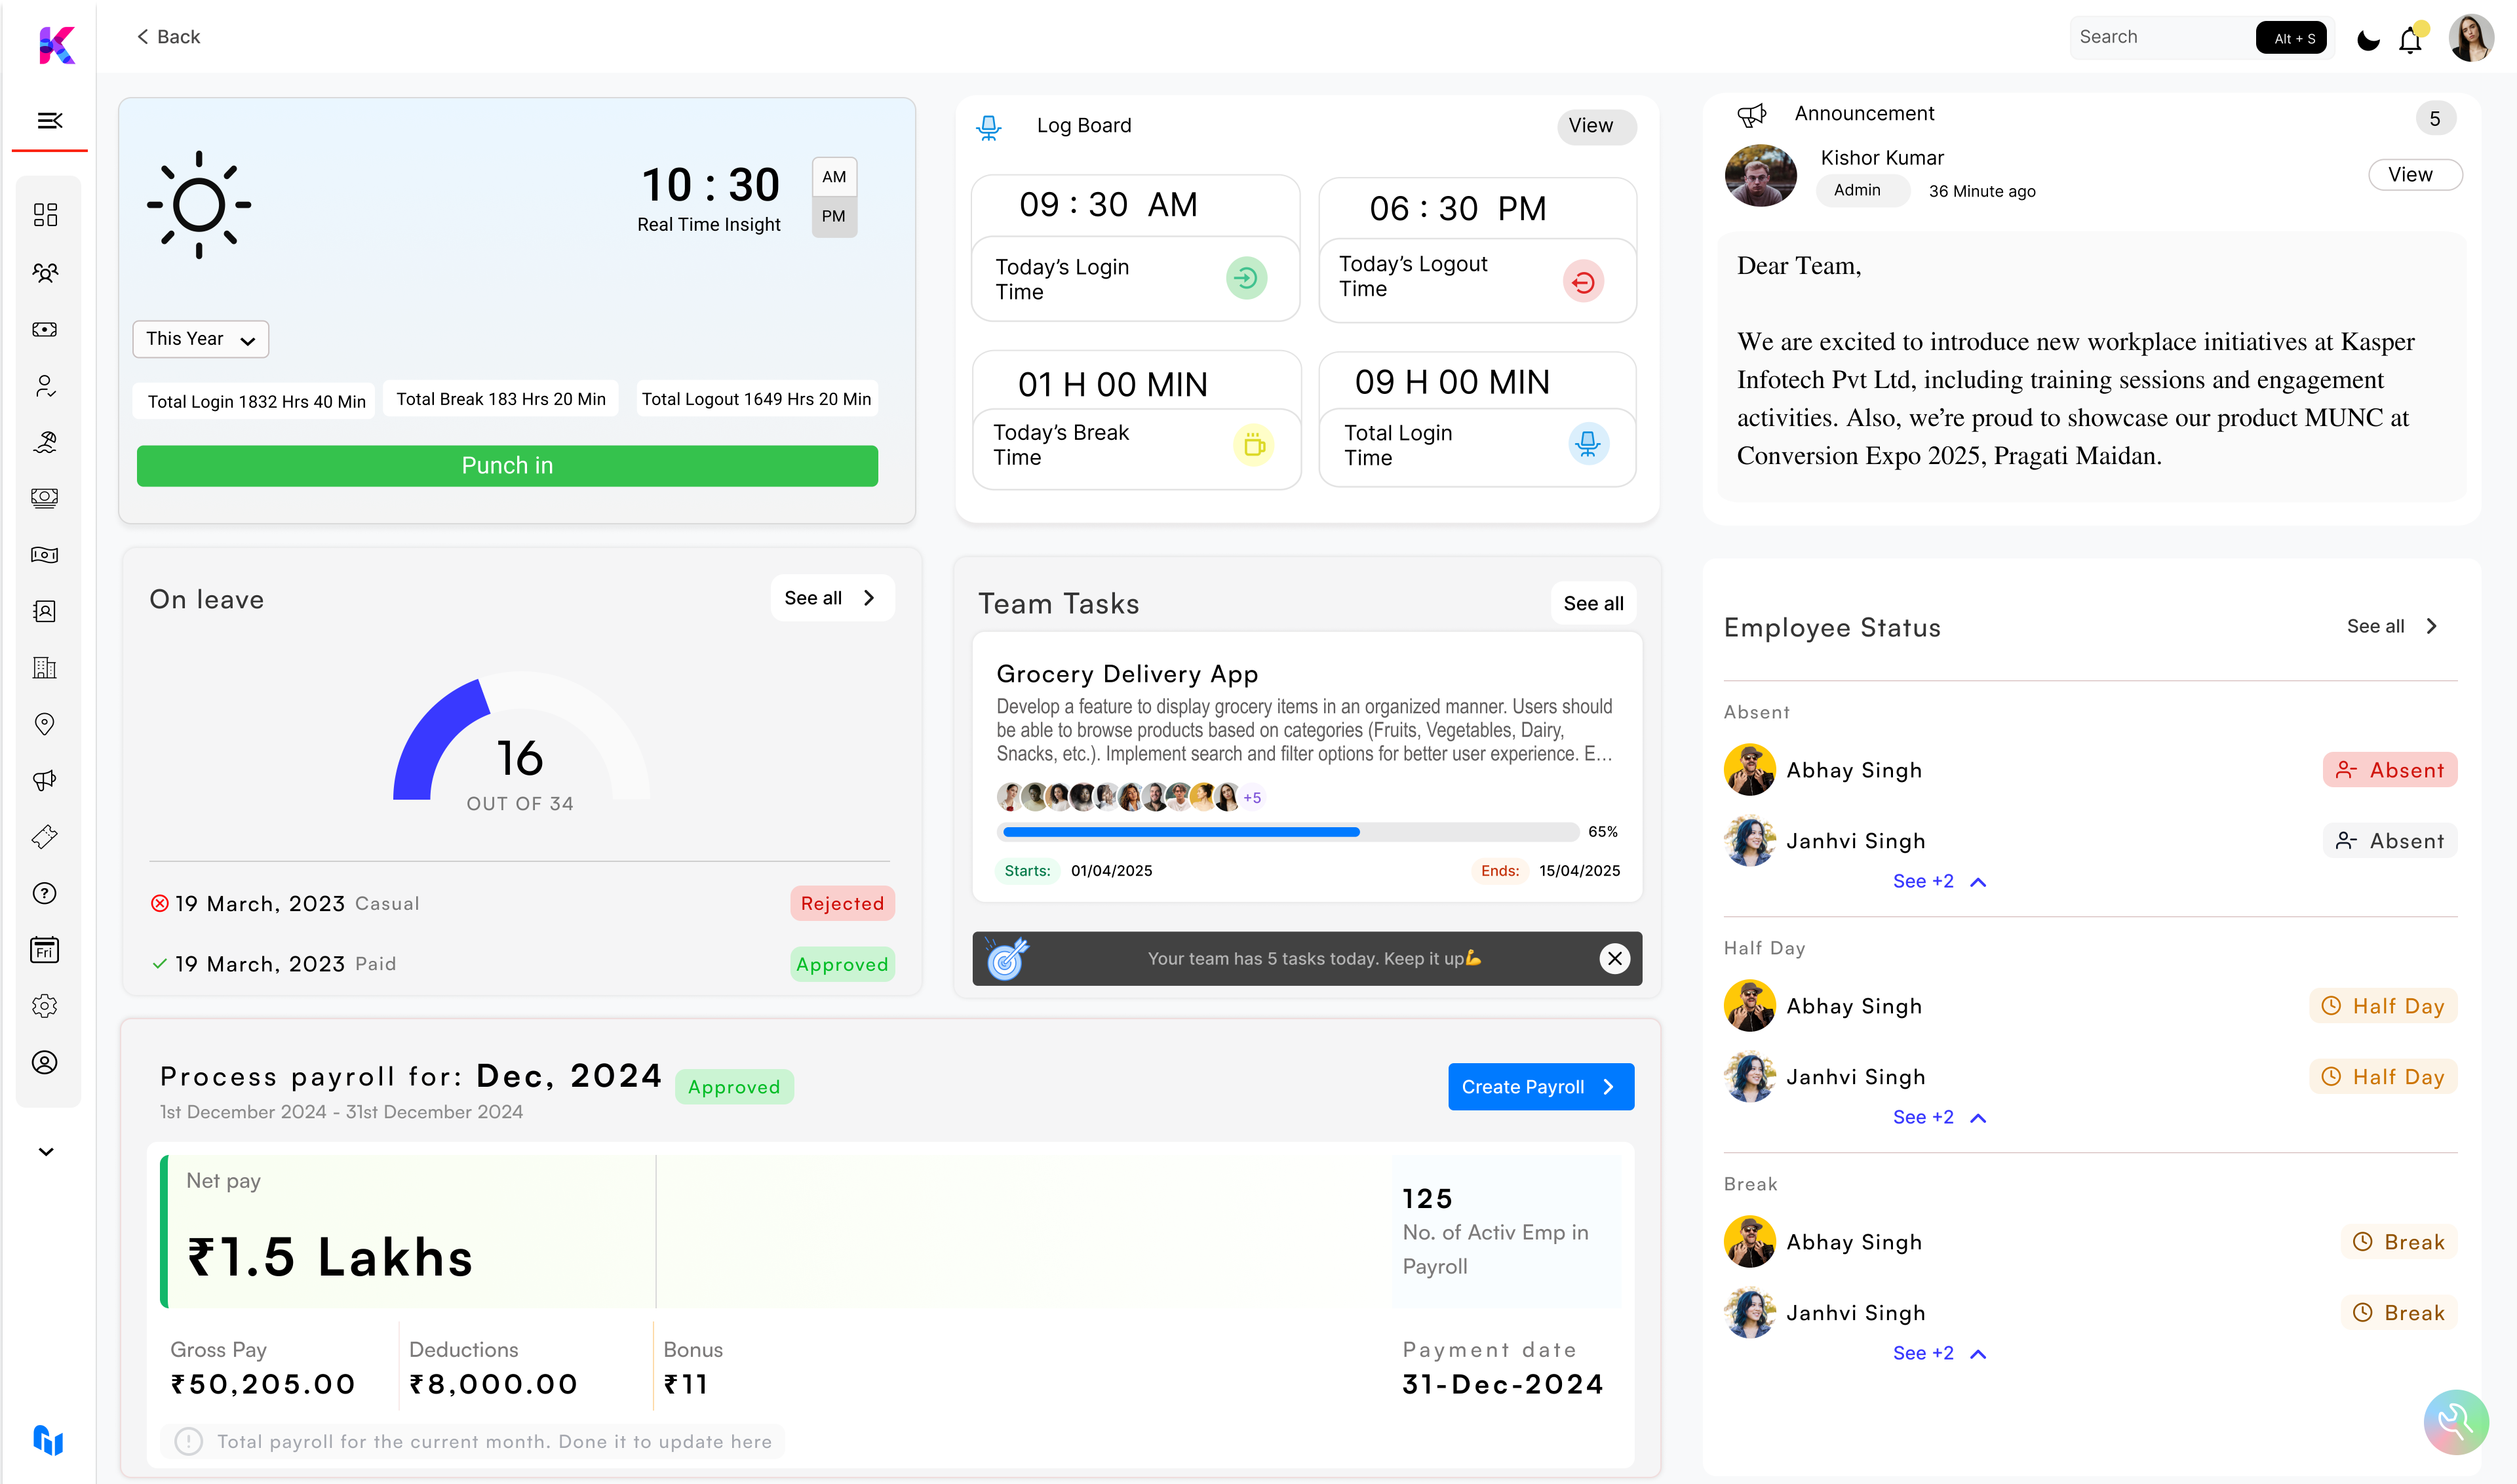 Back
Search
Alt + S
10 : 30
Real Time Insight
AM
PM
This Year
Total Login 1832 Hrs 40 Min
Total Break 183 Hrs 20 Min
Total Logout 1649 Hrs 20 Min
Punch in
Log Board
View
09 : 30 AM
Today’s Login
Time
06 : 30 PM
Today’s Logout
Time
01 H 00 MIN
Today’s Break
Time
09 H 00 MIN
Total Login
Time
Announcement
5
Kishor Kumar
Admin
36 Minute ago
View
Dear Team,
We are excited to introduce new workplace initiatives at Kasper
Infotech Pvt Ltd, including training sessions and engagement
activities. Also, we’re proud to showcase our product MUNC at
Conversion Expo 2025, Pragati Maidan.
On leave
See all
16
OUT OF 34
19 March, 2023 Casual
Rejected
19 March, 2023 Paid
Approved
Team Tasks
See all
Grocery Delivery App
Develop a feature to display grocery items in an organized manner. Users should
be able to browse products based on categories (Fruits, Vegetables, Dairy,
Snacks, etc.). Implement search and filter options for better user experience. E...
+5
65%
Starts: 01/04/2025
Ends: 15/04/2025
Your team has 5 tasks today. Keep it up💪
Employee Status
See all
Absent
Abhay Singh
Absent
Janhvi Singh
Absent
See +2
Half Day
Abhay Singh
Half Day
Janhvi Singh
Half Day
See +2
Break
Abhay Singh
Break
Janhvi Singh
Break
See +2
Process payroll for: Dec, 2024
Approved
1st December 2024 - 31st December 2024
Create Payroll
Net pay
₹1.5 Lakhs
125
No. of Activ Emp in
Payroll
Gross Pay
₹50,205.00
Deductions
₹8,000.00
Bonus
₹11
Payment date
31-Dec-2024
Total payroll for the current month. Done it to update here
Fri